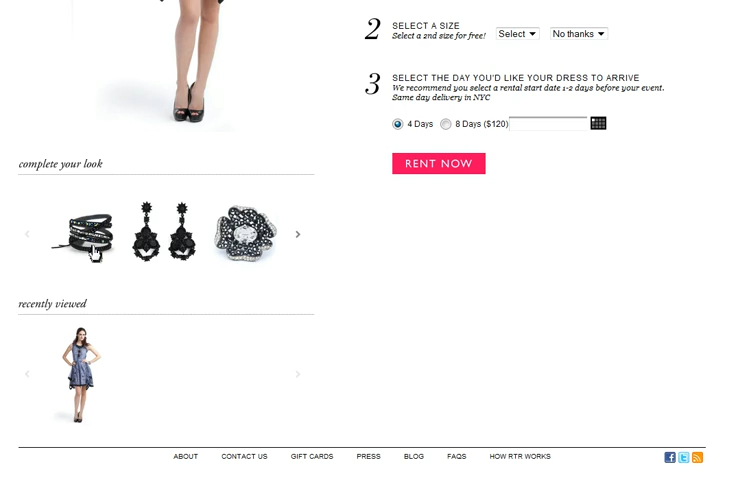 2
SELECT A SIZE
Select a 2nd size for free!
Select
No thanks
3
SELECT THE DAY YOU'D LIKE YOUR DRESS TO ARRIVE
We recommend you select a rental start date 1-2 days before your event.
Same day delivery in NYC
4 Days
8 Days ($120)
RENT NOW
complete your look
recently viewed
ABOUT CONTACT US GIFT CARDS PRESS BLOG FAQS HOW RTR WORKS